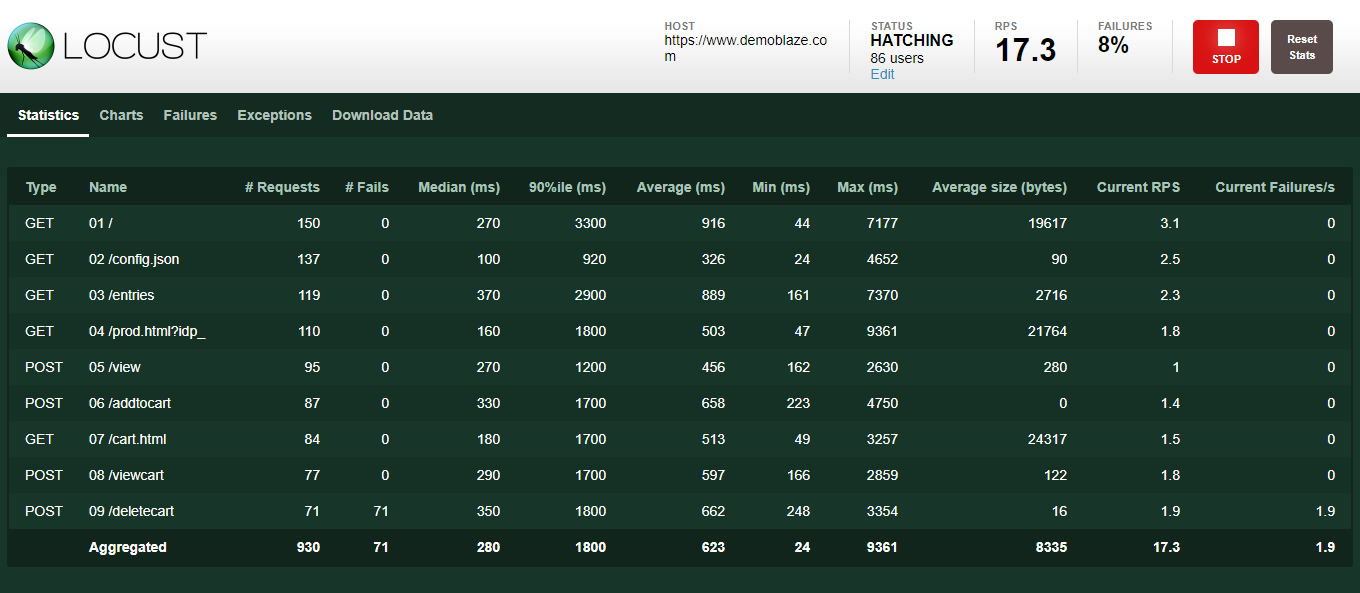 LOCUST
HOST
https://www.demoblaze.co
m
STATUS
HATCHING
86 users
Edit
RPS
17.3
FAILURES
8%
STOP
Reset
Stats
Statistics Charts Failures Exceptions Download Data
Type Name # Requests # Fails Median (ms) 90%ile (ms) Average (ms) Min (ms) Max (ms) Average size (bytes) Current RPS Current Failures/s
GET 01 / 150 0 270 3300 916 44 7177 19617 3.1 0
GET 02 /config.json 137 0 100 920 326 24 4652 90 2.5 0
GET 03 /entries 119 0 370 2900 889 161 7370 2716 2.3 0
GET 04 /prod.html?idp_ 110 0 160 1800 503 47 9361 21764 1.8 0
POST 05 /view 95 0 270 1200 456 162 2630 280 1 0
POST 06 /addtocart 87 0 330 1700 658 223 4750 0 1.4 0
GET 07 /cart.html 84 0 180 1700 513 49 3257 24317 1.5 0
POST 08 /viewcart 77 0 290 1700 597 166 2859 122 1.8 0
POST 09 /deletecart 71 71 350 1800 662 248 3354 16 1.9 1.9
Aggregated 930 71 280 1800 623 24 9361 8335 17.3 1.9